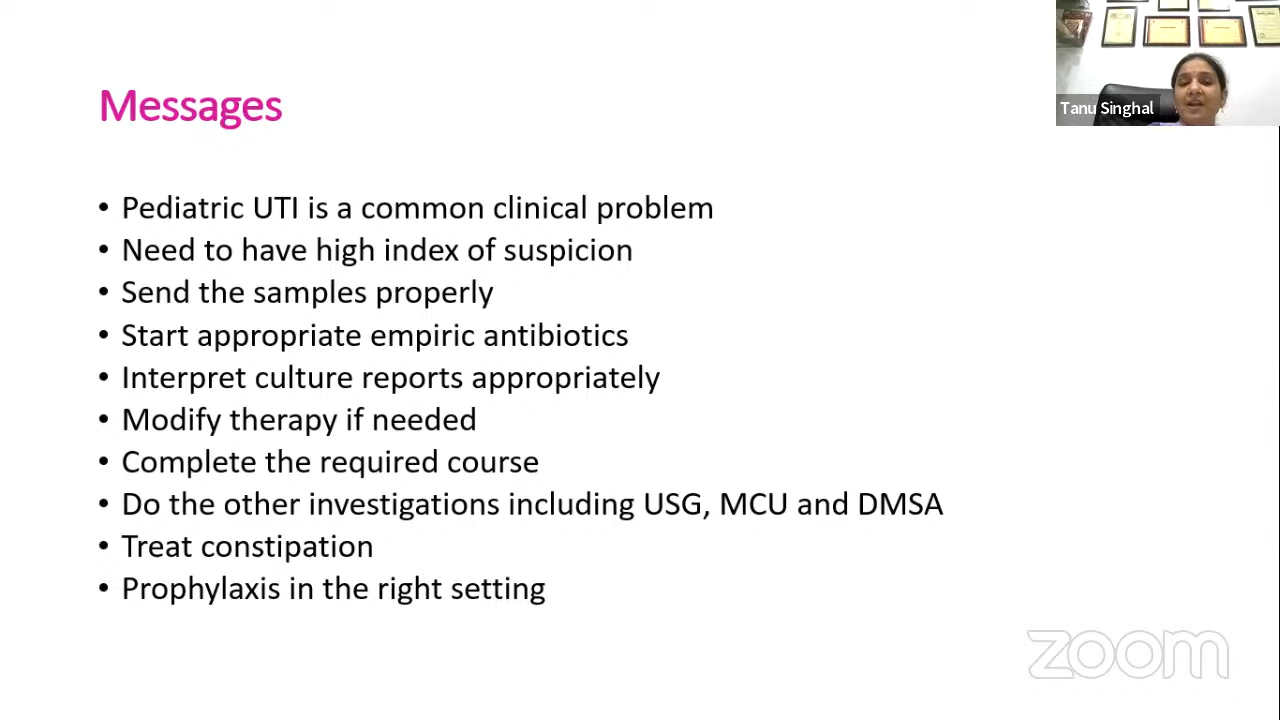 Tanu Singhal
Messages
• Pediatric UTI is a common clinical problem
• Need to have high index of suspicion
• Send the samples properly
• Start appropriate empiric antibiotics
• Interpret culture reports appropriately
• Modify therapy if needed
• Complete the required course
• Do the other investigations including USG, MCU and DMSA
• Treat constipation
• Prophylaxis in the right setting
zoom